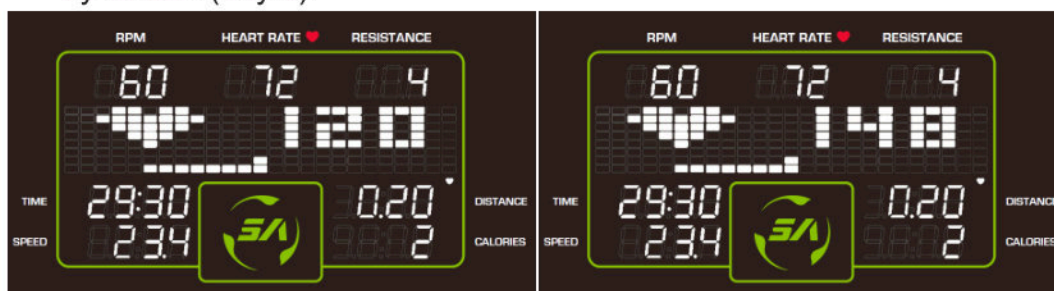 RPM HEART RATE RESISTANCE
60 72 4
120
TIME 29:30 0.20 DISTANCE
SA
SPEED 23.4 2 CALORIES
RPM HEART RATE RESISTANCE
60 72 4
148
TIME 29:30 0.20 DISTANCE
SA
SPEED 23.4 2 CALORIES